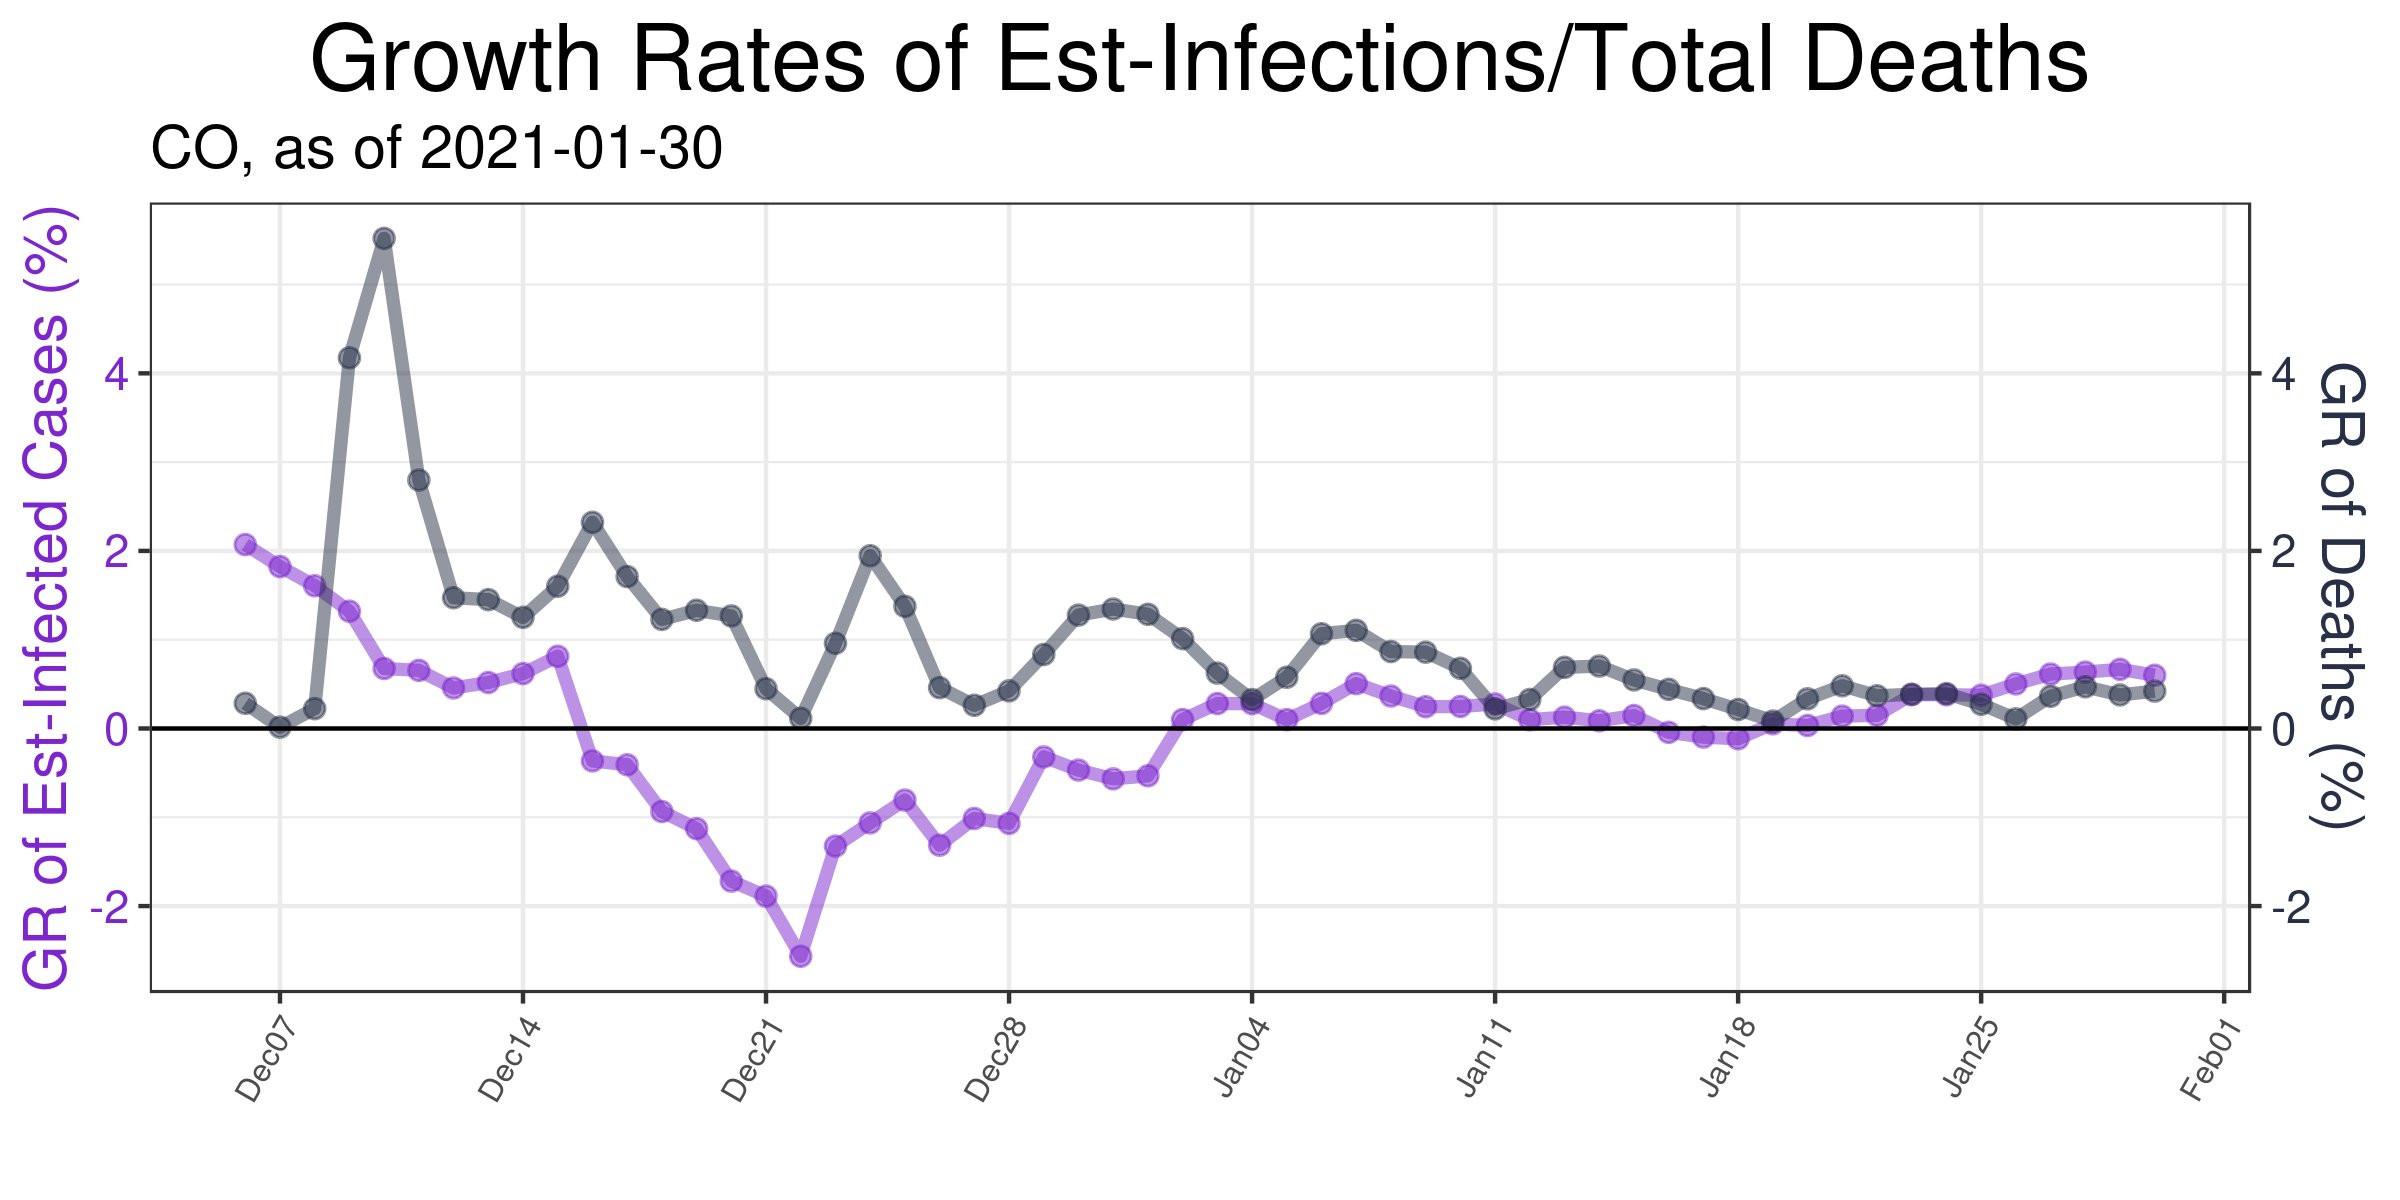 Growth Rates of Est-Infections/Total Deaths
CO, as of 2021-01-30
GR of Est-Infected Cases (%)
4
2
0
-2
4
2
0
-2
GR of Deaths (%)
Dec07
Dec14
Dec21
Dec28
Jan04
Jan11
Jan18
Jan25
Feb01